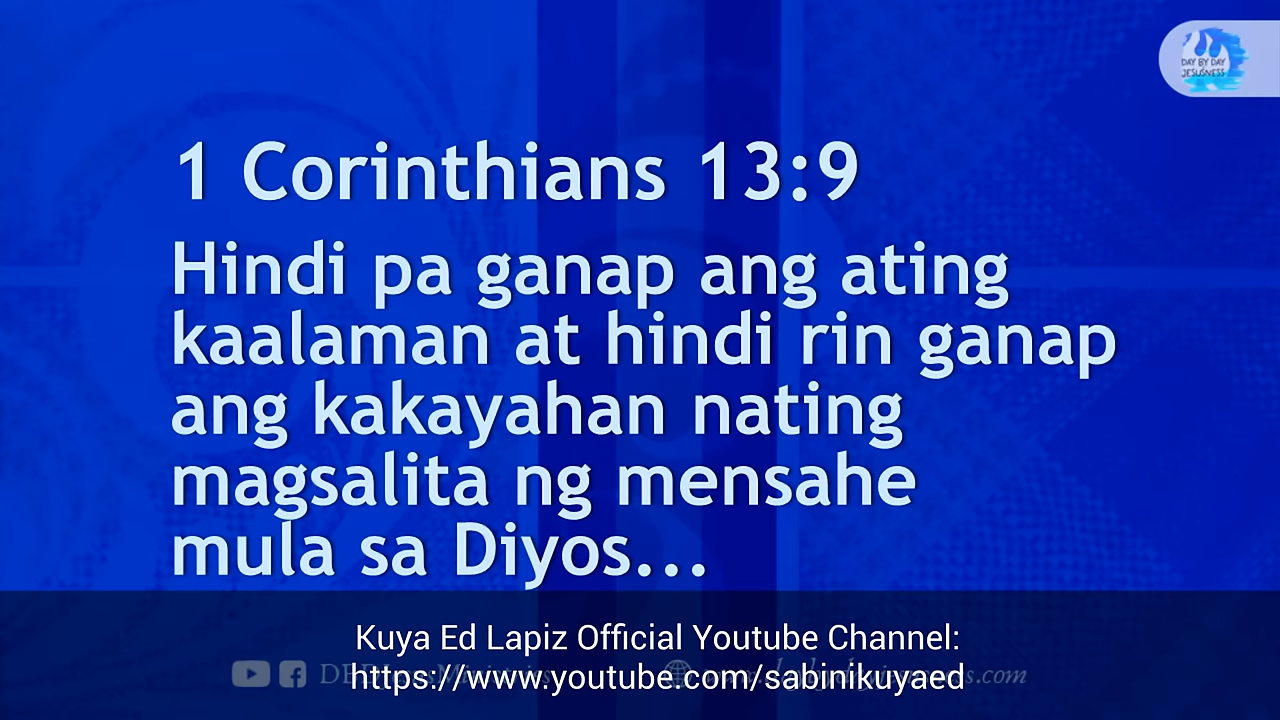 DAY BY DAY
JESUSNESS
1 Corinthians 13:9
Hindi pa ganap ang ating
kaalaman at hindi rin ganap
ang kakayahan nating
magsalita ng mensahe
mula sa Diyos...
Kuya Ed Lapiz Official Youtube Channel:
https://www.youtube.com/sabinikuyaed